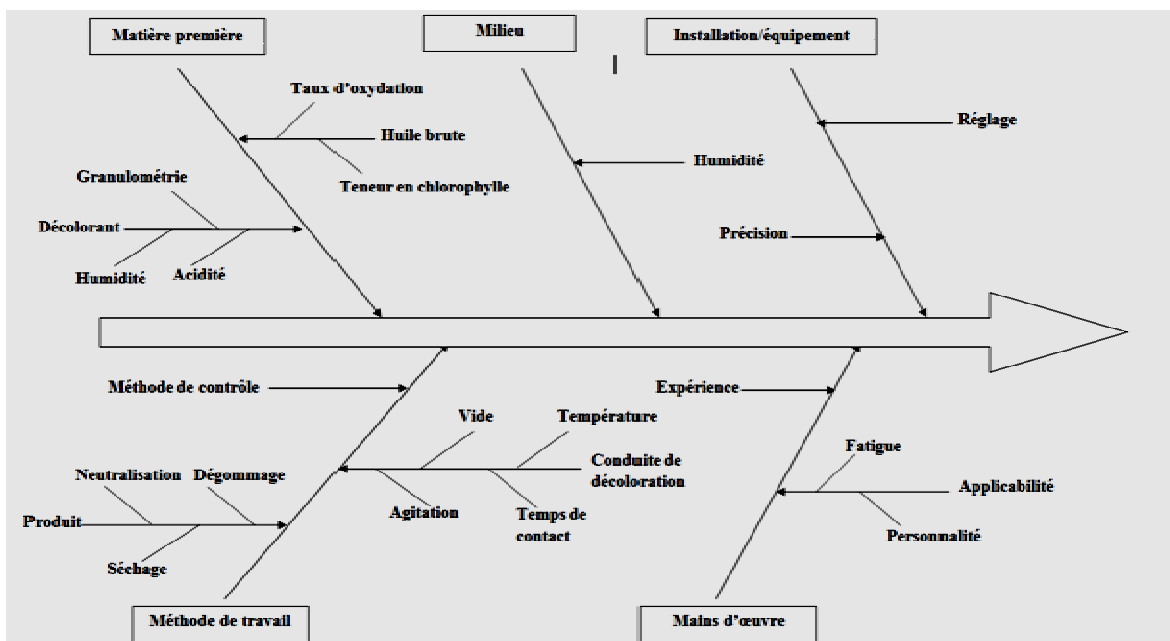 Matière première
Milieu
Installation/équipement
Taux d'oxydation
Huile brute
Réglage
Teneur en chlorophylle
Humidité
Granulométrie
Décolorant
Précision
Humidité
Acidité
Méthode de contrôle
Expérience
Vide
Température
Fatigue
Neutralisation
Dégommage
Conduite de
décoloration
Applicabilité
Produit
Agitation
Temps de
contact
Personnalité
Séchage
Méthode de travail
Mains d'œuvre